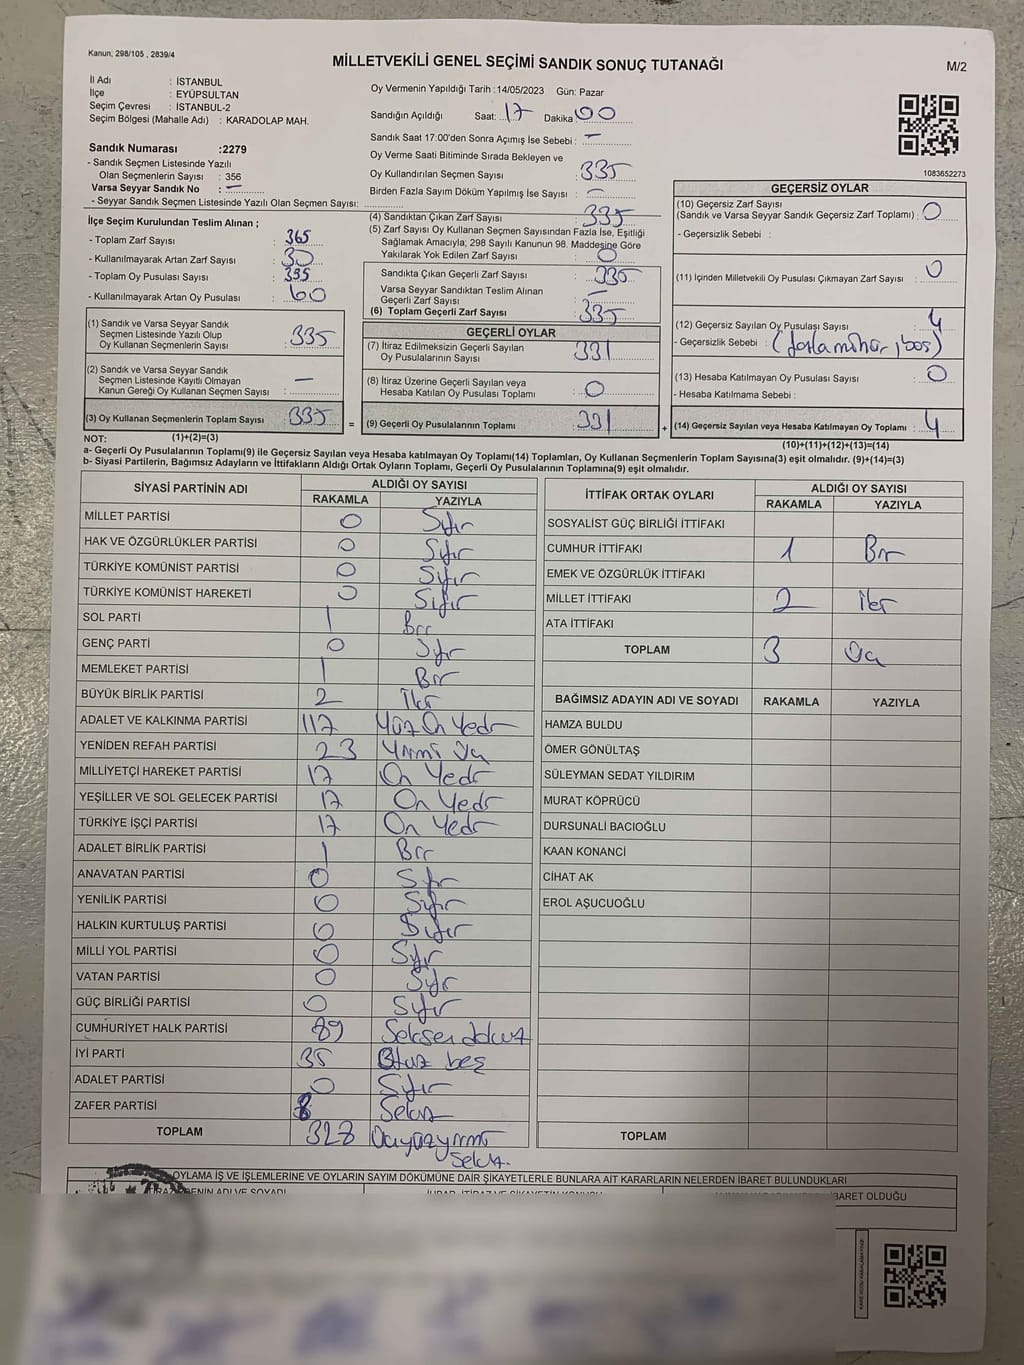 Kanun; 298/105 , 2839/4
MİLLETVEKİLİ GENEL SEÇİMİ SANDIK SONUÇ TUTANAĞI
M/2
İl Adı : İSTANBUL
İlçe : EYÜPSULTAN
Seçim Çevresi : İSTANBUL-2
Seçim Bölgesi (Mahalle Adı) : KARADOLAP MAH.
Sandık Numarası :2279
- Sandık Seçmen Listesinde Yazılı
Olan Seçmenlerin Sayısı : 356
Varsa Seyyar Sandık No : —
- Seyyar Sandık Seçmen Listesinde Yazılı Olan Seçmen Sayısı:
Oy Vermenin Yapıldığı Tarih :14/05/2023 Gün: Pazar
Sandığın Açıldığı Saat: 17 Dakika 00
Sandık Saat 17:00'den Sonra Açımış İse Sebebi : —
Oy Verme Saati Bitiminde Sırada Bekleyen ve
Oy Kullandırılan Seçmen Sayısı : 335
Birden Fazla Sayım Döküm Yapılmış İse Sayısı : —
1083652273
İlçe Seçim Kurulundan Teslim Alınan ;
- Toplam Zarf Sayısı : 365
- Kullanılmayarak Artan Zarf Sayısı : 30
- Toplam Oy Pusulası Sayısı : 395
- Kullanılmayarak Artan Oy Pusulası : 60
(1) Sandık ve Varsa Seyyar Sandık
Seçmen Listesinde Yazılı Olup
Oy Kullanan Seçmenlerin Sayısı : 335
(2) Sandık ve Varsa Seyyar Sandık
Seçmen Listesinde Kayıtlı Olmayan
Kanun Gereği Oy Kullanan Seçmen Sayısı : —
(3) Oy Kullanan Seçmenlerin Toplam Sayısı : 335
(4) Sandıktan Çıkan Zarf Sayısı : 335
(5) Zarf Sayısı Oy Kullanan Seçmen Sayısından Fazla İse, Eşitliği
Sağlamak Amacıyla; 298 Sayılı Kanunun 98. Maddesine Göre
Yakılarak Yok Edilen Zarf Sayısı : 0
Sandıkta Çıkan Geçerli Zarf Sayısı : 335
Varsa Seyyar Sandıktan Teslim Alınan
Geçerli Zarf Sayısı : —
(6) Toplam Geçerli Zarf Sayısı : 335
GEÇERLİ OYLAR
(7) İtiraz Edilmeksizin Geçerli Sayılan
Oy Pusulalarının Sayısı : 331
(8) İtiraz Üzerine Geçerli Sayılan veya
Hesaba Katılan Oy Pusulası Toplamı : 0
= (9) Geçerli Oy Pusulalarının Toplamı : 331
GEÇERSİZ OYLAR
(10) Geçersiz Zarf Sayısı
(Sandık ve Varsa Seyyar Sandık Geçersiz Zarf Toplamı) : 0
- Geçersizlik Sebebi :
(11) İçinden Milletvekili Oy Pusulası Çıkmayan Zarf Sayısı : 0
(12) Geçersiz Sayılan Oy Pusulası Sayısı : 4
- Geçersizlik Sebebi : (fazla mühür, boş)
(13) Hesaba Katılmayan Oy Pusulası Sayısı : 0
- Hesaba Katılmama Sebebi :
+ (14) Geçersiz Sayılan veya Hesaba Katılmayan Oy Toplamı : 4
NOT: (1)+(2)=(3)
(10)+(11)+(12)+(13)=(14)
a- Geçerli Oy Pusulalarının Toplamı(9) ile Geçersiz Sayılan veya Hesaba katılmayan Oy Toplamı(14) Toplamları, Oy Kullanan Seçmenlerin Toplam Sayısına(3) eşit olmalıdır. (9)+(14)=(3)
b- Siyasi Partilerin, Bağımsız Adayların ve İttifakların Aldığı Ortak Oyların Toplamı, Geçerli Oy Pusulalarının Toplamına(9) eşit olmalıdır.
SİYASİ PARTİNİN ADI ALDIĞI OY SAYISI
RAKAMLA YAZIYLA
MİLLET PARTİSİ 0 Sıfır
HAK VE ÖZGÜRLÜKLER PARTİSİ 0 Sıfır
TÜRKİYE KOMÜNİST PARTİSİ 0 Sıfır
TÜRKİYE KOMÜNİST HAREKETİ 0 Sıfır
SOL PARTİ 1 Bir
GENÇ PARTİ 0 Sıfır
MEMLEKET PARTİSİ 1 Bir
BÜYÜK BİRLİK PARTİSİ 2 İki
ADALET VE KALKINMA PARTİSİ 117 Yüz On Yedi
YENİDEN REFAH PARTİSİ 23 Yirmi Üç
MİLLİYETÇİ HAREKET PARTİSİ 17 On Yedi
YEŞİLLER VE SOL GELECEK PARTİSİ 17 On Yedi
TÜRKİYE İŞÇİ PARTİSİ 17 On Yedi
ADALET BİRLİK PARTİSİ 1 Bir
ANAVATAN PARTİSİ 0 Sıfır
YENİLİK PARTİSİ 0 Sıfır
HALKIN KURTULUŞ PARTİSİ 0 Sıfır
MİLLİ YOL PARTİSİ 0 Sıfır
VATAN PARTİSİ 0 Sıfır
GÜÇ BİRLİĞİ PARTİSİ 0 Sıfır
CUMHURİYET HALK PARTİSİ 89 Seksen dokuz
İYİ PARTİ 35 Otuz beş
ADALET PARTİSİ 0 Sıfır
ZAFER PARTİSİ 8 Sekiz
TOPLAM 328 Üçyüzyirmi
Sekiz.
İTTİFAK ORTAK OYLARI ALDIĞI OY SAYISI
RAKAMLA YAZIYLA
SOSYALİST GÜÇ BİRLİĞİ İTTİFAKI
CUMHUR İTTİFAKI 1 Bir
EMEK VE ÖZGÜRLÜK İTTİFAKI
MİLLET İTTİFAKI 2 iki
ATA İTTİFAKI
TOPLAM 3 Üç
BAĞIMSIZ ADAYIN ADI VE SOYADI RAKAMLA YAZIYLA
HAMZA BULDU
ÖMER GÖNÜLTAŞ
SÜLEYMAN SEDAT YILDIRIM
MURAT KÖPRÜCÜ
DURSUNALİ BACIOĞLU
KAAN KONANCİ
CİHAT AK
EROL AŞUCUOĞLU
TOPLAM
OYLAMA İŞ VE İŞLEMLERİNE VE OYLARIN SAYIM DÖKÜMÜNE DAİR ŞİKAYETLERLE BUNLARA AİT KARARLARIN NELERDEN İBARET BULUNDUKLARI